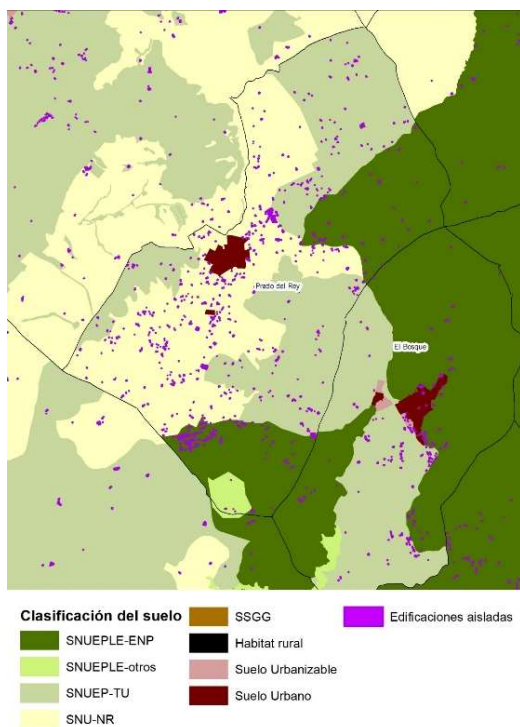 Prado del Rey
El Bosque
Clasificación del suelo
SNUEPLE-ENP
SNUEPLE-otros
SNUEP-TU
SNU-NR
SSGG
Habitat rural
Suelo Urbanizable
Suelo Urbano
Edificaciones aisladas